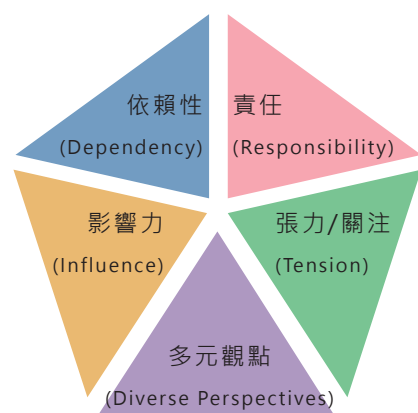 依賴性
(Dependency)
責任
(Responsibility)
影響力
(Influence)
張力/關注
(Tension)
多元觀點
(Diverse Perspectives)